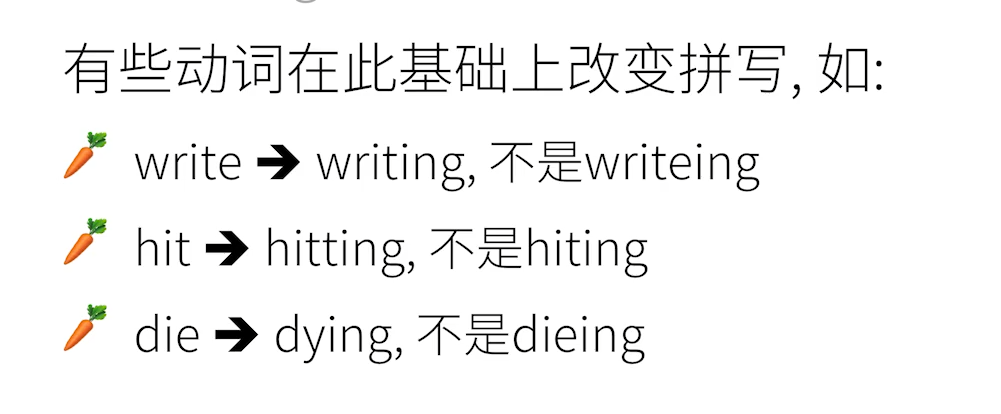 有些动词在此基础上改变拼写, 如:
🥕 write ➔ writing, 不是writeing
🥕 hit ➔ hitting, 不是hiting
🥕 die ➔ dying, 不是dieing